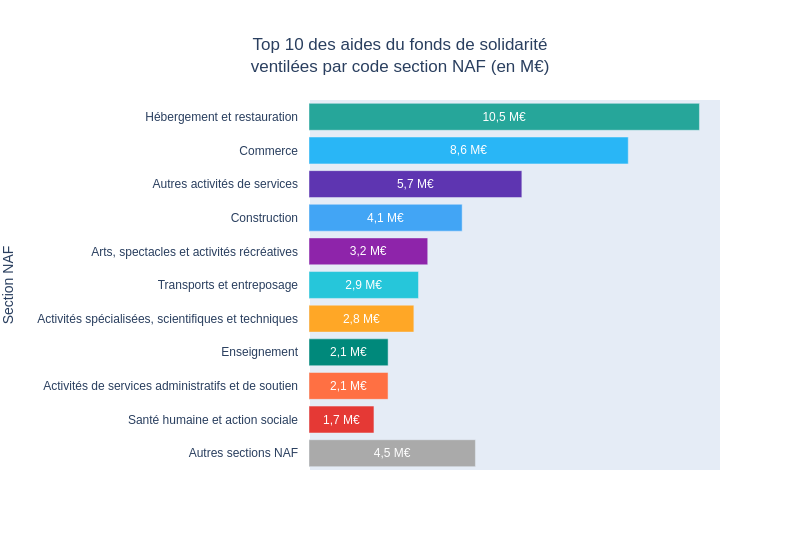 Top 10 des aides du fonds de solidarité
ventilées par code section NAF (en M€)
Section NAF
Hébergement et restauration 10,5 M€
Commerce 8,6 M€
Autres activités de services 5,7 M€
Construction 4,1 M€
Arts, spectacles et activités récréatives 3,2 M€
Transports et entreposage 2,9 M€
Activités spécialisées, scientifiques et techniques 2,8 M€
Enseignement 2,1 M€
Activités de services administratifs et de soutien 2,1 M€
Santé humaine et action sociale 1,7 M€
Autres sections NAF 4,5 M€